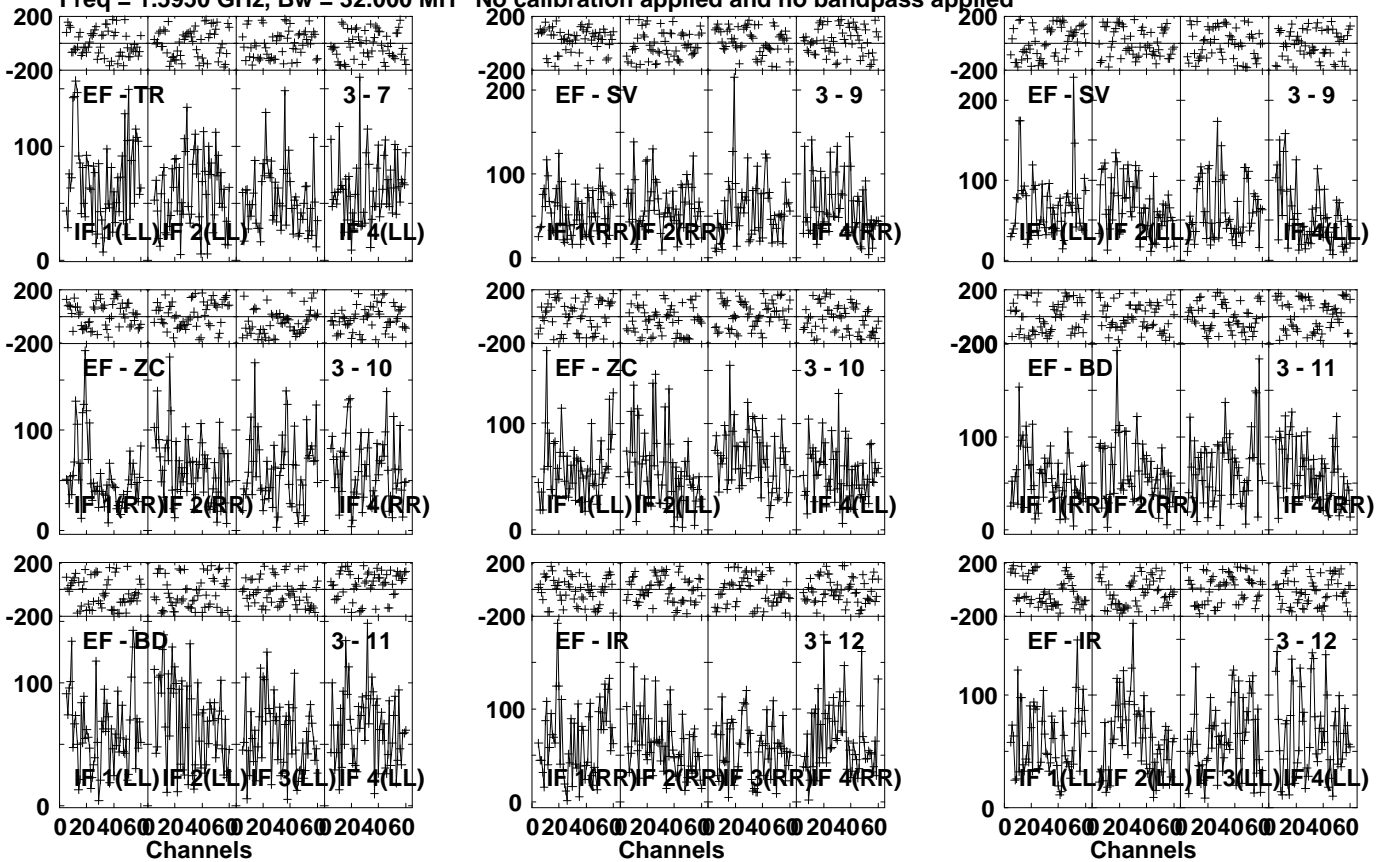 Freq = 1.5950 GHz, Bw = 32.000 MH No calibration applied and no bandpass applied
200 200 200
-200 -200 -200
EF - TR 3 - 7 EF - SV 3 - 9 EF - SV 3 - 9
200 200
100 100 100
IF 1(LL) IF 2(LL) IF 4(LL) IF 1(RR) IF 2(RR) IF 4(RR) IF 1(LL) IF 2(LL) IF 4(LL)
0 0 0
200 200 200
-200 -200 -200
200
EF - ZC 3 - 10 EF - ZC 3 - 10 EF - BD 3 - 11
100 100 100
IF 1(RR) IF 2(RR) IF 4(RR) IF 1(LL) IF 2(LL) IF 4(LL) IF 1(RR) IF 2(RR) IF 4(RR)
0 0 0
200 200 200
-200 -200 -200
EF - BD 3 - 11 EF - IR 3 - 12 EF - IR 3 - 12
100 100 100
IF 1(LL) IF 2(LL) IF 3(LL) IF 4(LL) IF 1(RR) IF 2(RR) IF 3(RR) IF 4(RR) IF 1(LL) IF 2(LL) IF 3(LL) IF 4(LL)
0 0 0
0 20 40 60 0 20 40 60 0 20 40 60 0 20 40 60 0 20 40 60 0 20 40 60 0 20 40 60 0 20 40 60 0 20 40 60 0 20 40 60 0 20 40 60 0 20 40 60
Channels Channels Channels